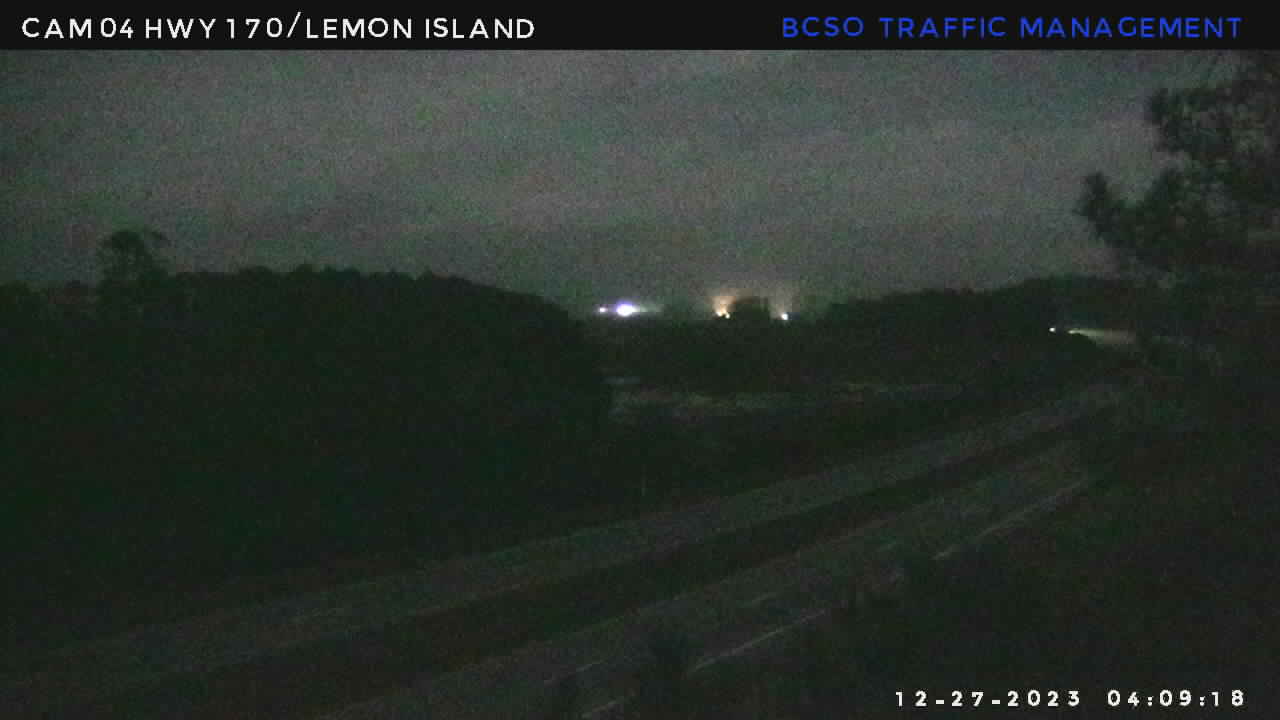 CAM04 HWY 170/LEMON ISLAND
BCSO TRAFFIC MANAGEMENT
12-27-2023 04:09:18